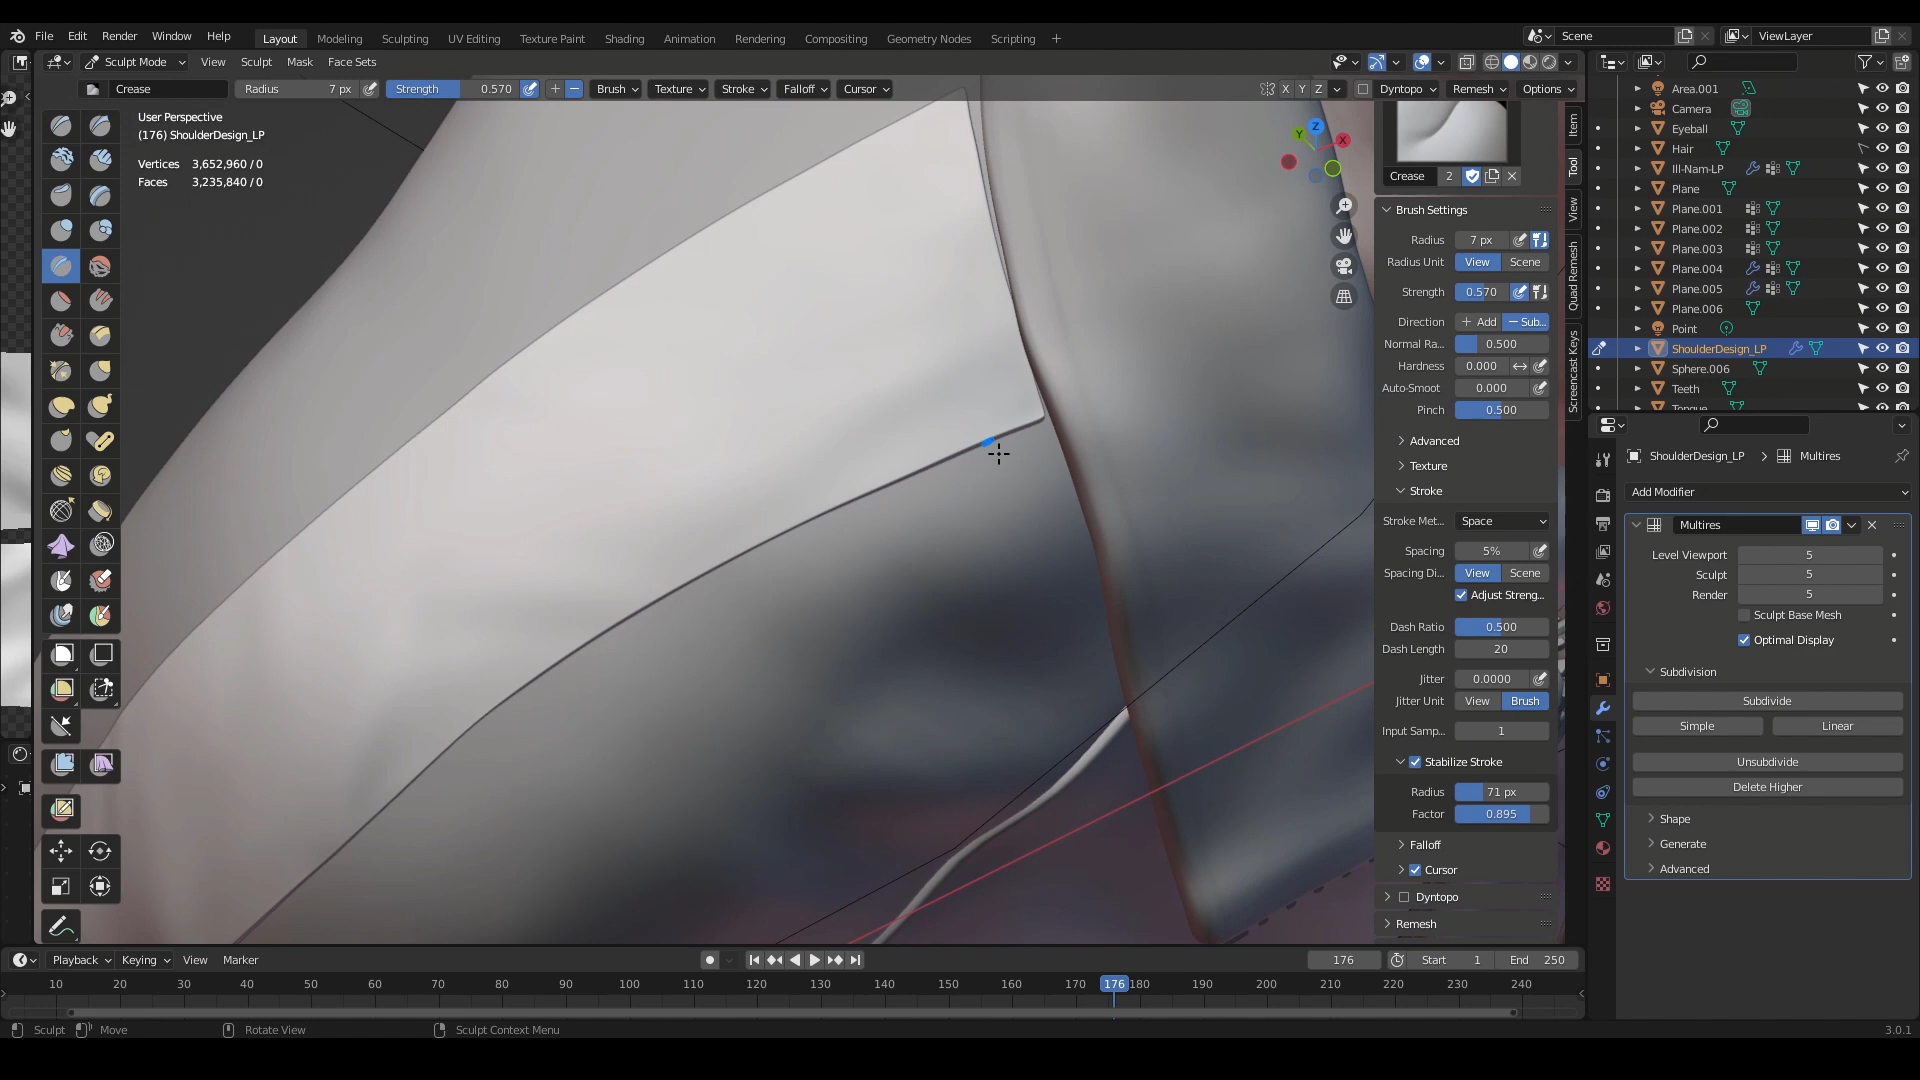 File Edit Render Window Help Layout Modeling Sculpting UV Editing Texture Paint Shading Animation Rendering Compositing Geometry Nodes Scripting + Scene ViewLayer
Sculpt Mode View Sculpt Mask Face Sets
Crease Radius 7 px Strength 0.570 Brush Texture Stroke Falloff Cursor X Y Z Dyntopo Remesh Options
User Perspective
(176) ShoulderDesign_LP
Vertices 3,652,960 / 0
Faces 3,235,840 / 0
Z
Y
X
Crease 2
Brush Settings
Radius 7 px
Radius Unit View Scene
Strength 0.570
Direction + Add − Sub...
Normal Ra... 0.500
Hardness 0.000
Auto-Smoot 0.000
Pinch 0.500
Advanced
Texture
Stroke
Stroke Met... Space
Spacing 5%
Spacing Di... View Scene
Adjust Streng...
Dash Ratio 0.500
Dash Length 20
Jitter 0.0000
Jitter Unit View Brush
Input Samp... 1
Stabilize Stroke
Radius 71 px
Factor 0.895
Falloff
Cursor
Dyntopo
Remesh
Item
Tool
View
Quad Remesh
Screencast Keys
Area.001
Camera
Eyeball
Hair
Ill-Nam-LP
Plane
Plane.001
Plane.002
Plane.003
Plane.004
Plane.005
Plane.006
Point
ShoulderDesign_LP
Sphere.006
Teeth
Tongue
ShoulderDesign_LP Multires
Add Modifier
Multires
Level Viewport 5
Sculpt 5
Render 5
Sculpt Base Mesh
Optimal Display
Subdivision
Subdivide
Simple Linear
Unsubdivide
Delete Higher
Shape
Generate
Advanced
Playback Keying View Marker 176 Start 1 End 250
10 20 30 40 50 60 70 80 90 100 110 120 130 140 150 160 170 176 180 190 200 210 220 230 240
Sculpt Move Rotate View Sculpt Context Menu 3.0.1